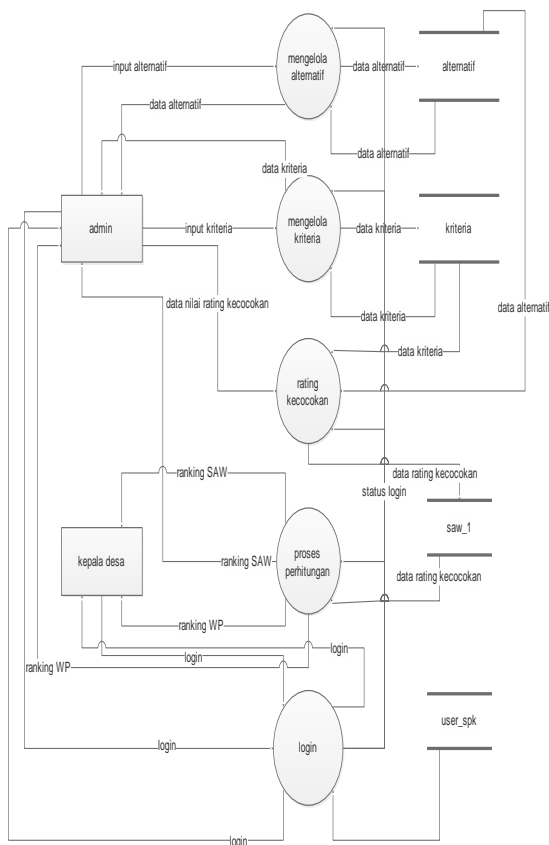 mengelola
alternatif
input alternatif
data alternatif
alternatif
data alternatif
data alternatif
data kriteria
admin
input kriteria
mengelola
kriteria
data kriteria
kriteria
data nilai rating kecocokan
data kriteria
data alternatif
data kriteria
rating
kecocokan
ranking SAW
data rating kecocokan
status login
saw_1
kepala desa
ranking SAW
proses
perhitungan
data rating kecocokan
ranking WP
login
login
ranking WP
user_spk
login
login
login